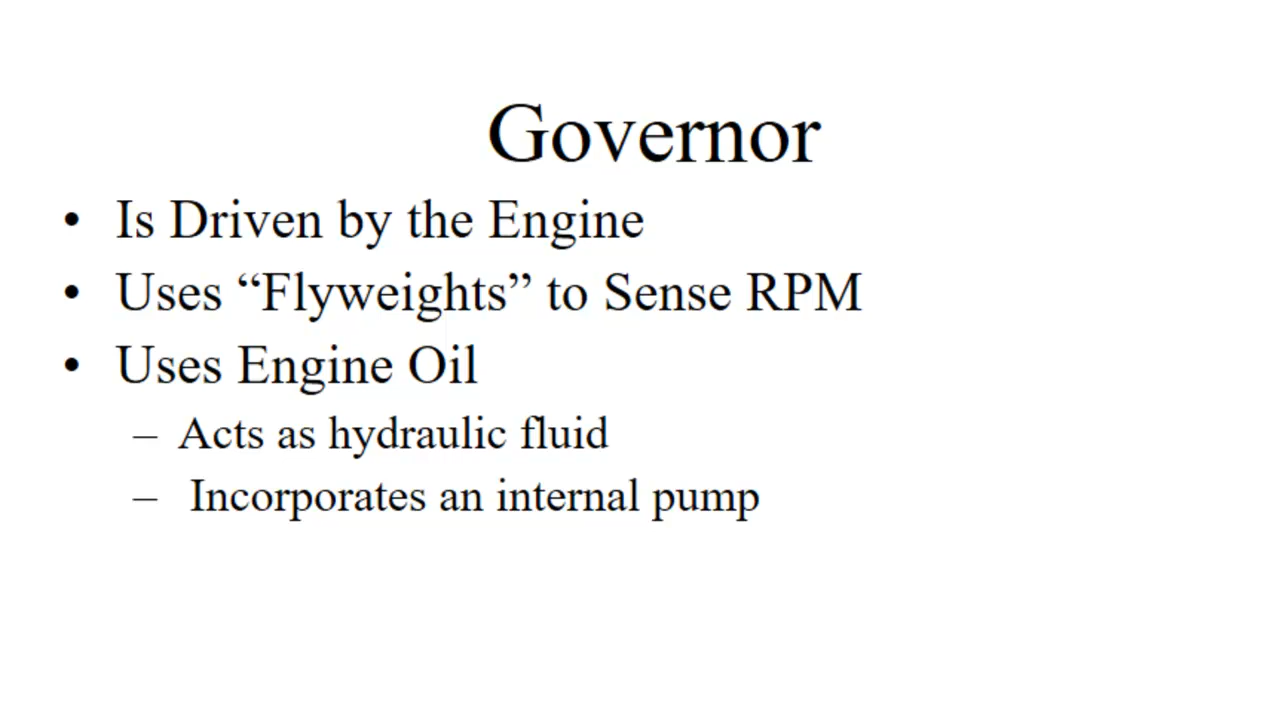 Governor
• Is Driven by the Engine
• Uses “Flyweights” to Sense RPM
• Uses Engine Oil
– Acts as hydraulic fluid
– Incorporates an internal pump